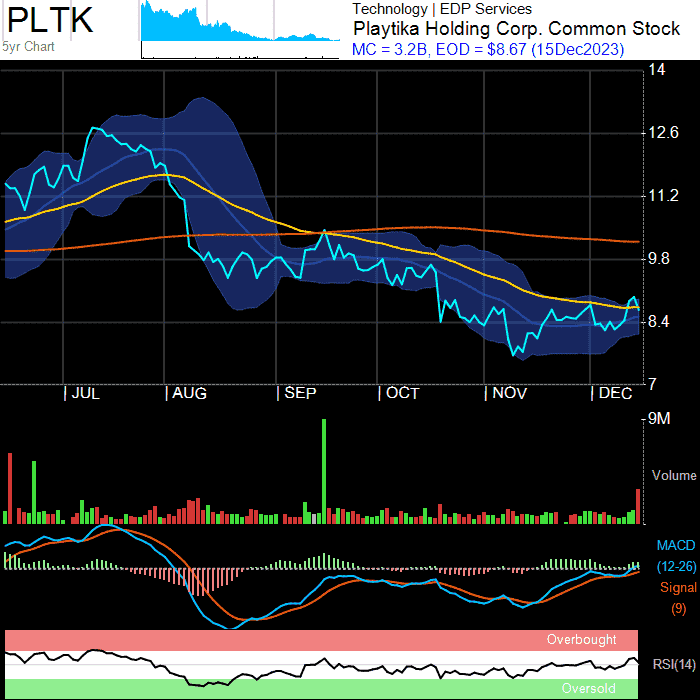 PLTK
5yr Chart
Technology | EDP Services
Playtika Holding Corp. Common Stock
MC = 3.2B, EOD = $8.67 (15Dec2023)
14
12.6
11.2
9.8
8.4
7
JUL AUG SEP OCT NOV DEC
9M
Volume
MACD
(12-26)
Signal
(9)
Overbought
RSI(14)
Oversold